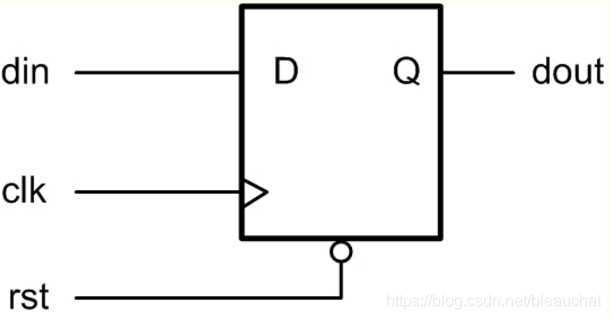 din D Q dout
clk
rst
https://blog.csdn.net/bleauchat